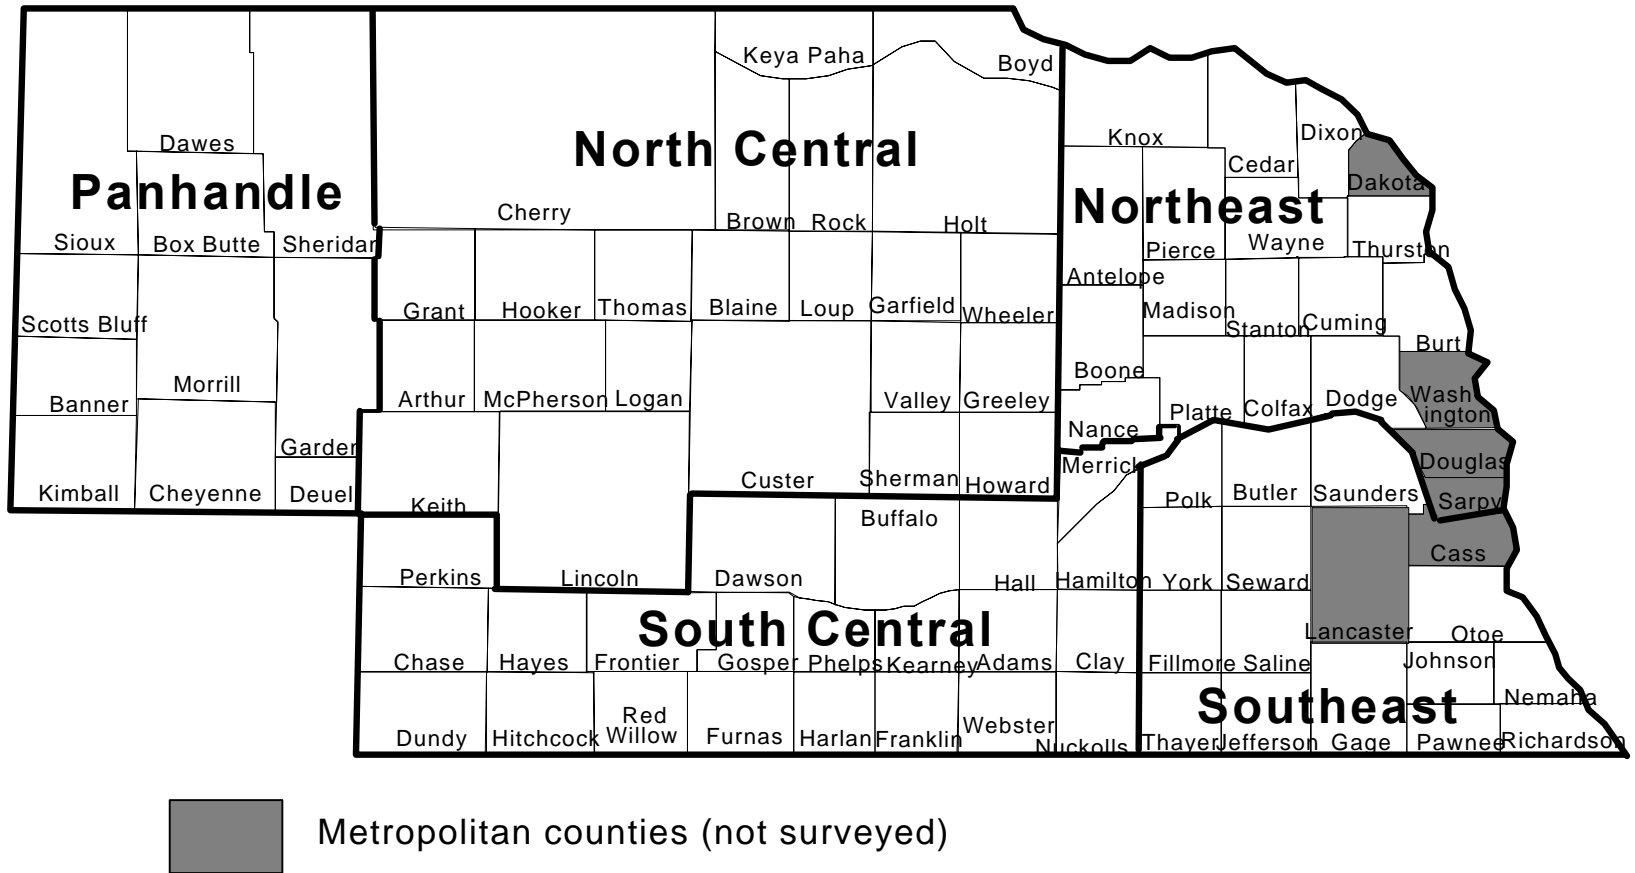 Keya Paha
Boyd
Dawes
North Central
Knox
Dixon
Cedar
Panhandle
Dakota
Northeast
Cherry
Brown
Rock
Holt
Sioux
Box Butte
Sheridan
Pierce
Wayne
Thurston
Antelope
Scotts Bluff
Grant
Hooker
Thomas
Blaine
Loup
Garfield
Wheeler
Madison
Stanton
Cuming
Burt
Banner
Morrill
Arthur
McPherson
Logan
Valley
Greeley
Boone
Platte
Colfax
Dodge
Wash
ington
Nance
Garden
Kimball
Cheyenne
Deuel
Keith
Custer
Sherman
Howard
Merrick
Polk
Butler
Saunders
Douglas
Sarpy
Buffalo
Cass
Perkins
Lincoln
Dawson
Hall
Hamilton
York
Seward
South Central
Lancaster
Otoe
Chase
Hayes
Frontier
Gosper
Phelps
Kearney
Adams
Clay
Fillmore
Saline
Johnson
Southeast
Nemaha
Dundy
Hitchcock
Red
Willow
Furnas
Harlan
Franklin
Webster
Nuckolls
Thayer
Jefferson
Gage
Pawnee
Richardson
Metropolitan counties (not surveyed)